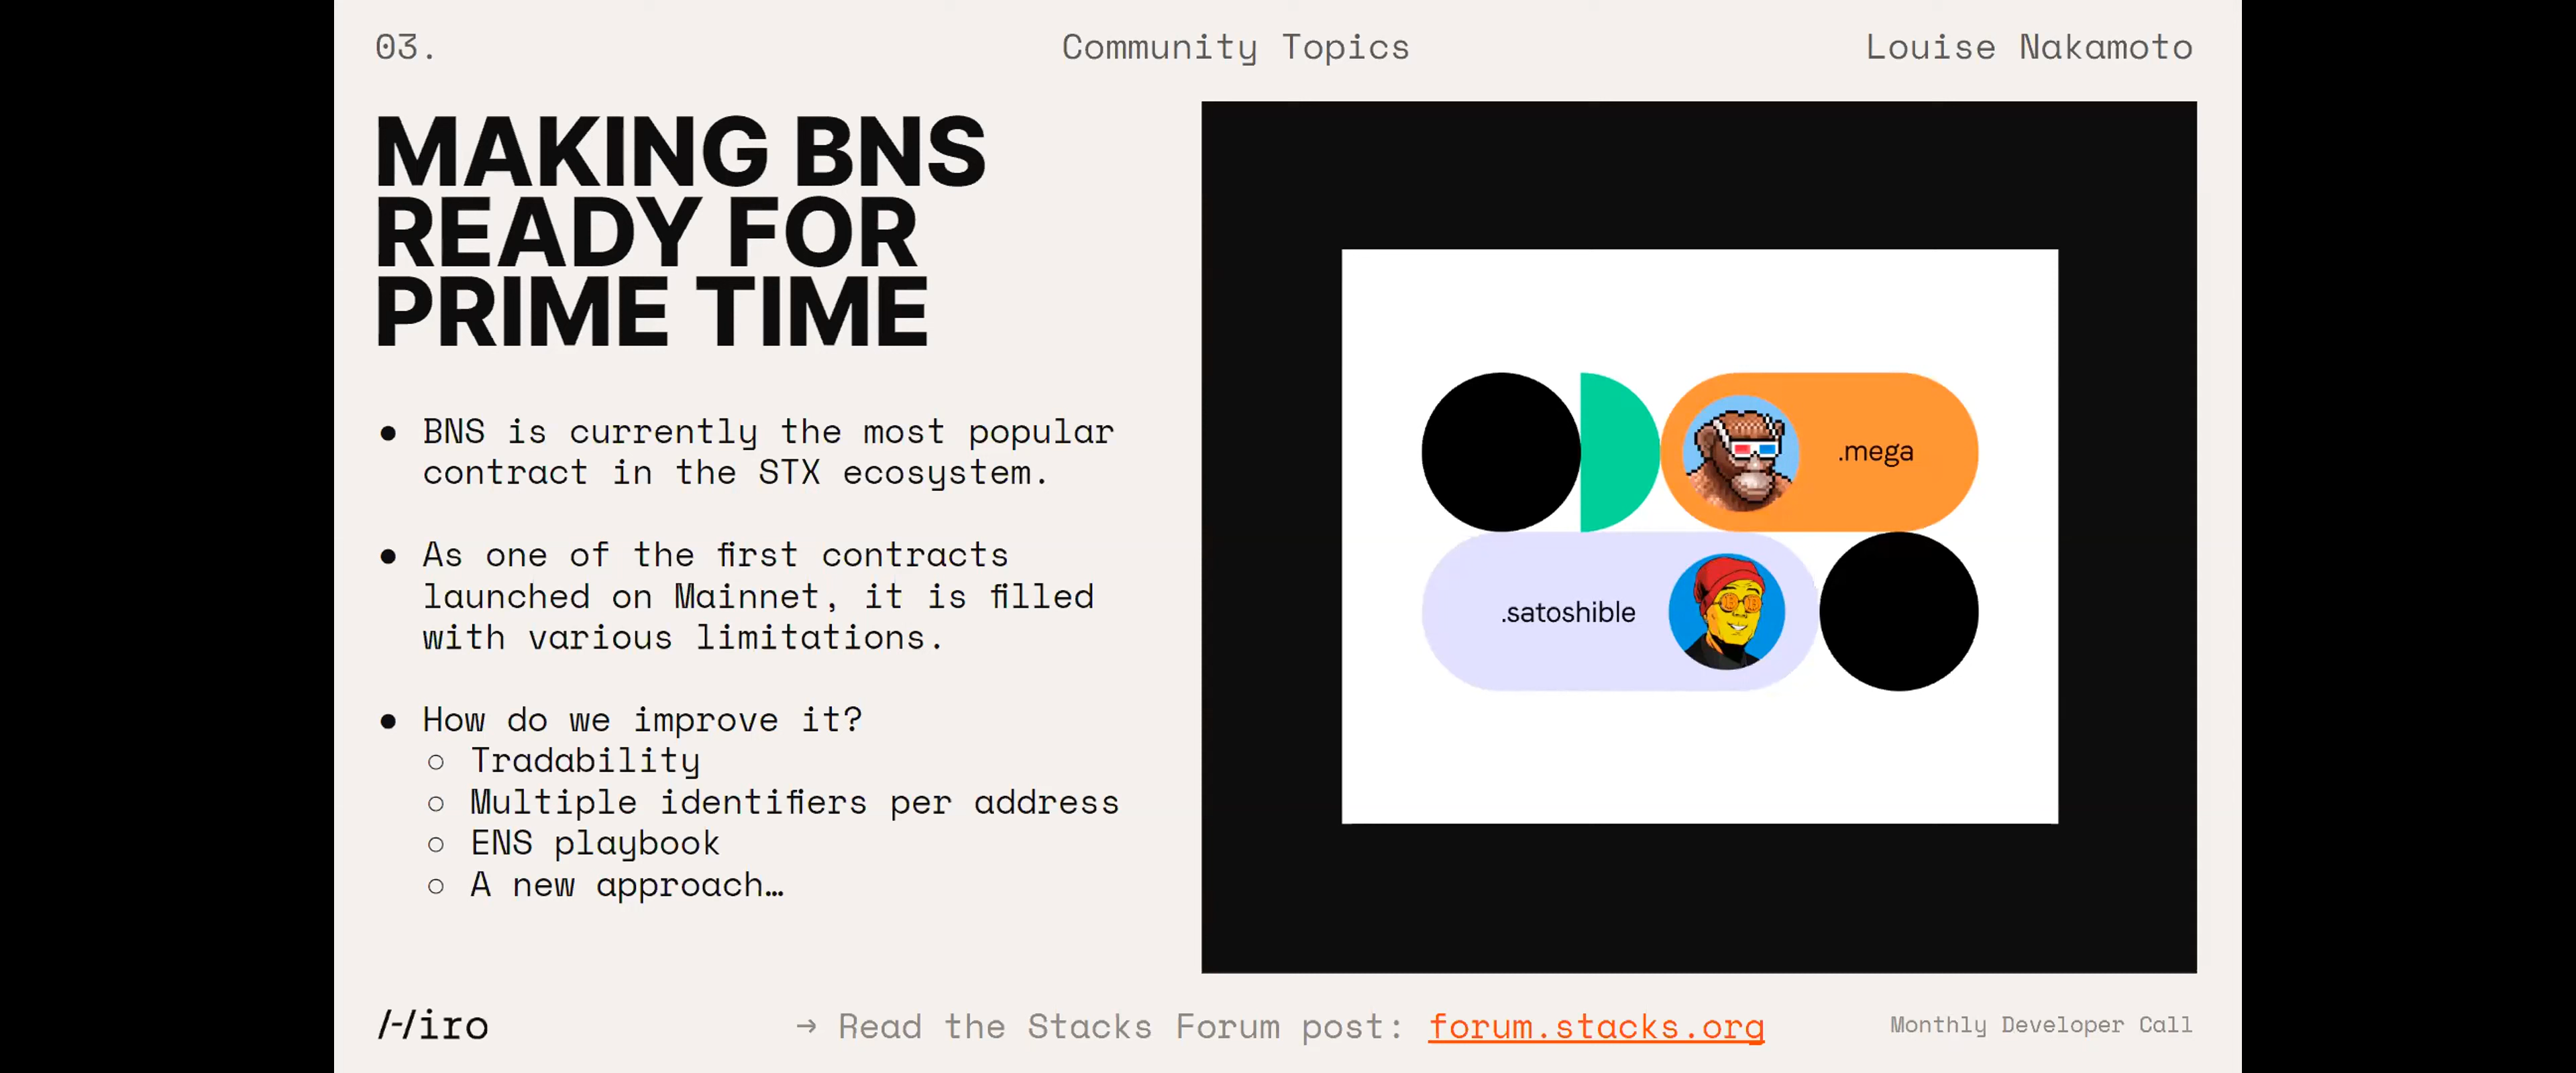 03.
Community Topics
Louise Nakamoto
MAKING BNS
READY FOR
PRIME TIME
● BNS is currently the most popular
contract in the STX ecosystem.
● As one of the first contracts
launched on Mainnet, it is filled
with various limitations.
● How do we improve it?
○ Tradability
○ Multiple identifiers per address
○ ENS playbook
○ A new approach…
.mega
.satoshible
Hiro
→ Read the Stacks Forum post: forum.stacks.org
Monthly Developer Call